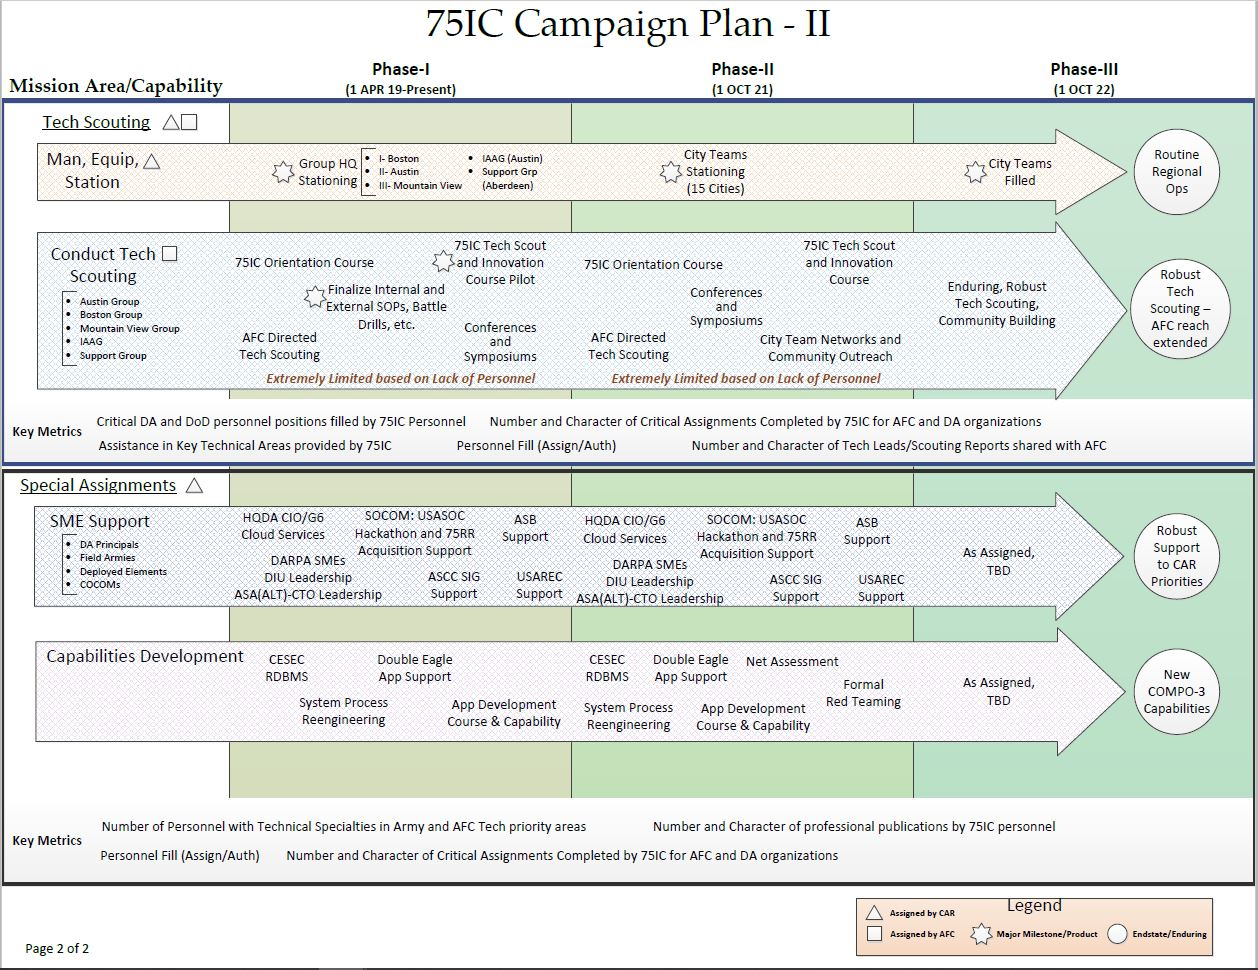 75IC Campaign Plan - II
Mission Area/Capability
Phase-I
(1 APR 19-Present)
Phase-II
(1 OCT 21)
Phase-III
(1 OCT 22)
Tech Scouting
Man, Equip,
Station
Group HQ
Stationing
I- Boston
II- Austin
III- Mountain View
IAAG (Austin)
Support Grp
(Aberdeen)
City Teams
Stationing
(15 Cities)
City Teams
Filled
Routine
Regional
Ops
Conduct Tech
Scouting
Austin Group
Boston Group
Mountain View Group
IAAG
Support Group
75IC Orientation Course
75IC Tech Scout
and Innovation
Course Pilot
Finalize Internal and
External SOPs, Battle
Drills, etc.
AFC Directed
Tech Scouting
Conferences
and
Symposiums
Extremely Limited based on Lack of Personnel
75IC Orientation Course
75IC Tech Scout
and Innovation
Course
Conferences
and
Symposiums
AFC Directed
Tech Scouting
City Team Networks and
Community Outreach
Extremely Limited based on Lack of Personnel
Enduring, Robust
Tech Scouting,
Community Building
Robust
Tech
Scouting –
AFC reach
extended
Key Metrics
Critical DA and DoD personnel positions filled by 75IC Personnel
Number and Character of Critical Assignments Completed by 75IC for AFC and DA organizations
Assistance in Key Technical Areas provided by 75IC
Personnel Fill (Assign/Auth)
Number and Character of Tech Leads/Scouting Reports shared with AFC
Special Assignments
SME Support
DA Principals
Field Armies
Deployed Elements
COCOMs
HQDA CIO/G6
Cloud Services
SOCOM: USASOC
Hackathon and 75RR
Acquisition Support
ASB
Support
DARPA SMEs
DIU Leadership
ASA(ALT)-CTO Leadership
ASCC SIG
Support
USAREC
Support
HQDA CIO/G6
Cloud Services
SOCOM: USASOC
Hackathon and 75RR
Acquisition Support
ASB
Support
DARPA SMEs
DIU Leadership
ASA(ALT)-CTO Leadership
ASCC SIG
Support
USAREC
Support
As Assigned,
TBD
Robust
Support
to CAR
Priorities
Capabilities Development
CESEC
RDBMS
Double Eagle
App Support
System Process
Reengineering
App Development
Course & Capability
CESEC
RDBMS
Double Eagle
App Support
Net Assessment
Formal
Red Teaming
System Process
Reengineering
App Development
Course & Capability
As Assigned,
TBD
New
COMPO-3
Capabilities
Key Metrics
Number of Personnel with Technical Specialties in Army and AFC Tech priority areas
Number and Character of professional publications by 75IC personnel
Personnel Fill (Assign/Auth)
Number and Character of Critical Assignments Completed by 75IC for AFC and DA organizations
Legend
Assigned by CAR
Assigned by AFC
Major Milestone/Product
Endstate/Enduring
Page 2 of 2